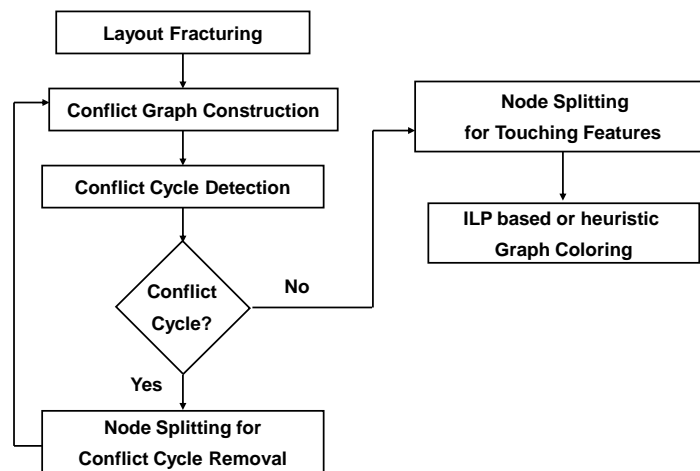 Layout Fracturing
Conflict Graph Construction
Conflict Cycle Detection
Conflict
Cycle?
No
Yes
Node Splitting for
Conflict Cycle Removal
Node Splitting
for Touching Features
ILP based or heuristic
Graph Coloring